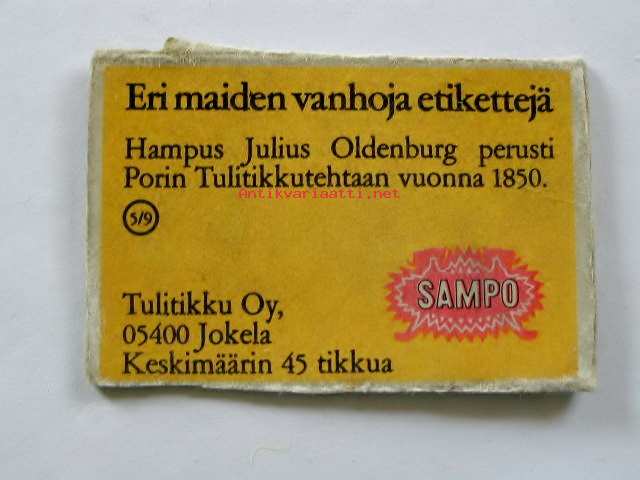 Eri maiden vanhoja etikettejä
Hampus Julius Oldenburg perusti
Porin Tulitikkutehtaan vuonna 1850.
Antikvariaatti.net
5/9
SAMPO
Tulitikku Oy,
05400 Jokela
Keskimäärin 45 tikkua